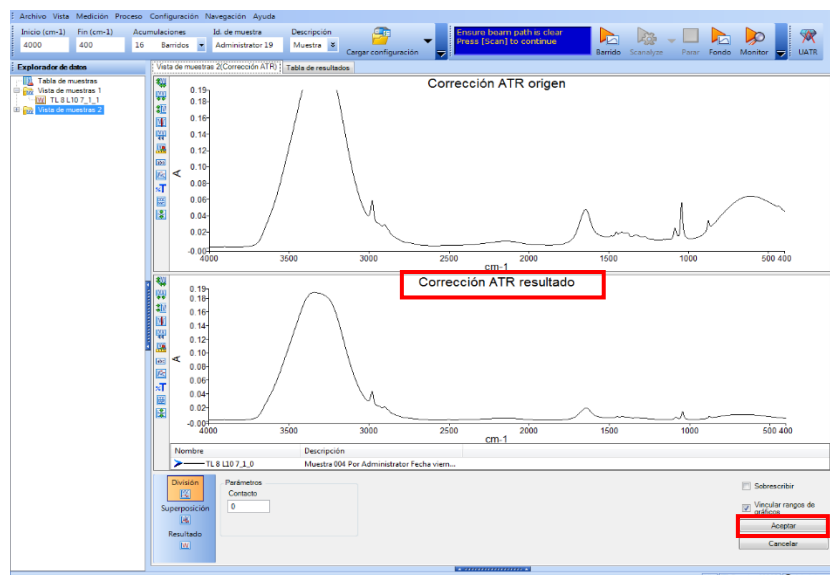 Archivo Vista Medición Proceso Configuración Navegación Ayuda
Inicio (cm-1) Fin (cm-1) Acumulaciones Id. de muestra Descripción
4000 400 16 Barridos Administrator 19 Muestra
Cargar configuración
Ensure beam path is clear
Press [Scan] to continue
Barrido Scanalyze Parar Fondo Monitor UATR
Explorador de datos
Tabla de muestras
Vista de muestras 1
TL 8 L10 7_1_1
Vista de muestras 2
Vista de muestras 2(Corrección ATR) Tabla de resultados
Corrección ATR origen
0.19
0.18
0.16
0.14
0.12
0.10
A
0.08
0.06
0.04
0.02
-0.00
4000 3500 3000 2500 2000 1500 1000 500 400
cm-1
Corrección ATR resultado
0.19
0.18
0.16
0.14
0.12
0.10
A
0.08
0.06
0.04
0.02
-0.00
4000 3500 3000 2500 2000 1500 1000 500 400
cm-1
Nombre Descripción
TL 8 L10 7_1_0 Muestra 004 Por Administrator Fecha viern...
División
Superposición
Resultado
Parámetros
Contacto
0
Sobrescribir
Vincular rangos de
gráficos
Aceptar
Cancelar